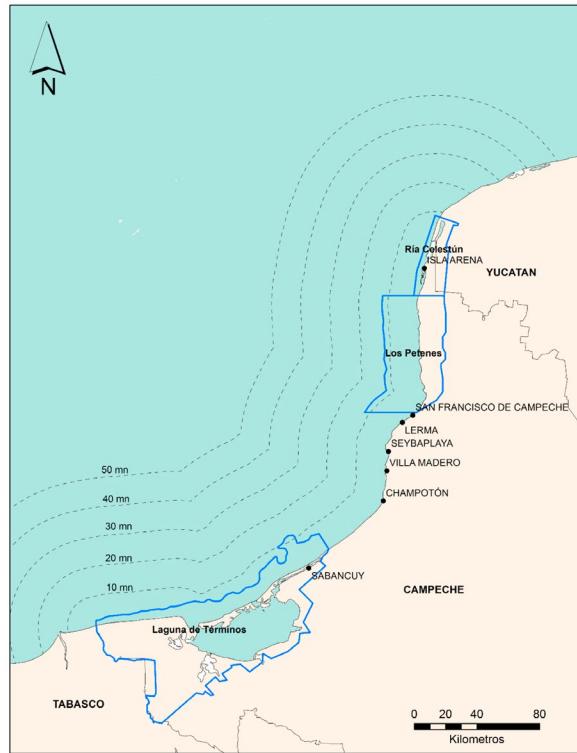 N
Ría Celestún
ISLA ARENA
YUCATAN
Los Petenes
SAN FRANCISCO DE CAMPECHE
LERMA
SEYBAPLAYA
50 mn
VILLA MADERO
40 mn
CHAMPOTÓN
30 mn
20 mn
SABANCUY
10 mn
CAMPECHE
Laguna de Términos
TABASCO
0 20 40 80
Kilometros